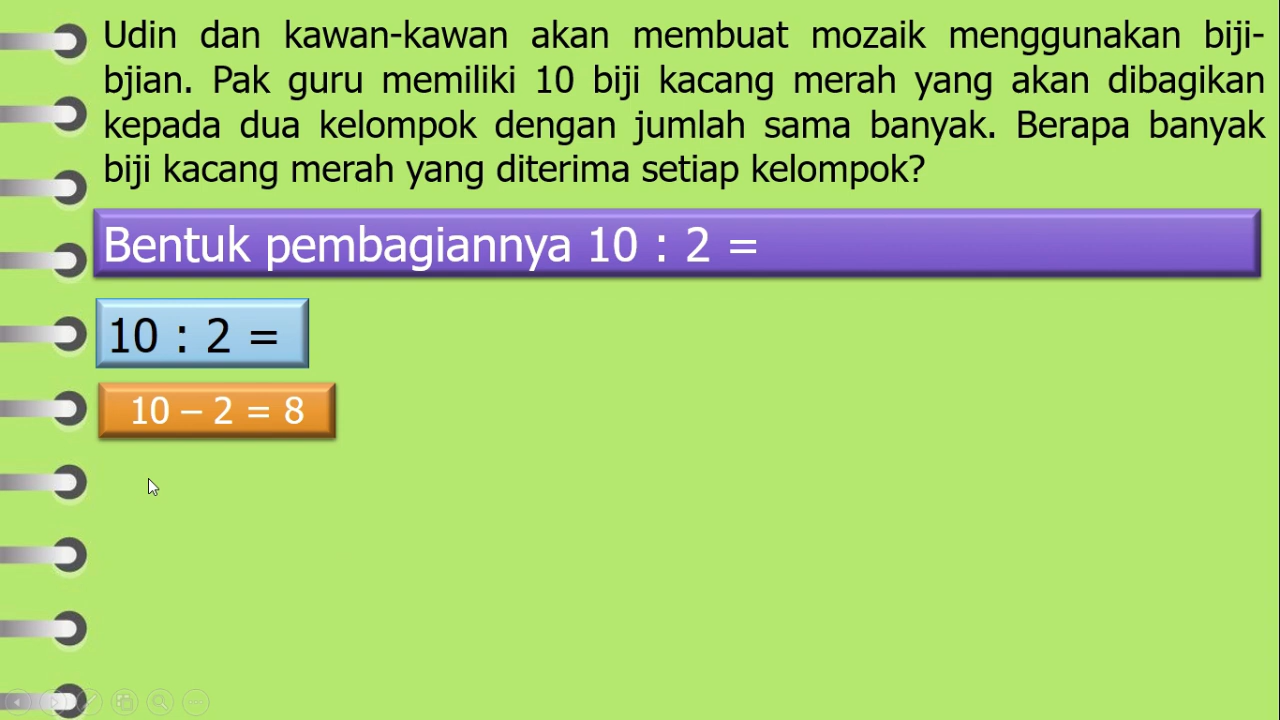 Udin dan kawan-kawan akan membuat mozaik menggunakan biji-
bjian. Pak guru memiliki 10 biji kacang merah yang akan dibagikan
kepada dua kelompok dengan jumlah sama banyak. Berapa banyak
biji kacang merah yang diterima setiap kelompok?
Bentuk pembagiannya 10 : 2 =
10 : 2 =
10 – 2 = 8